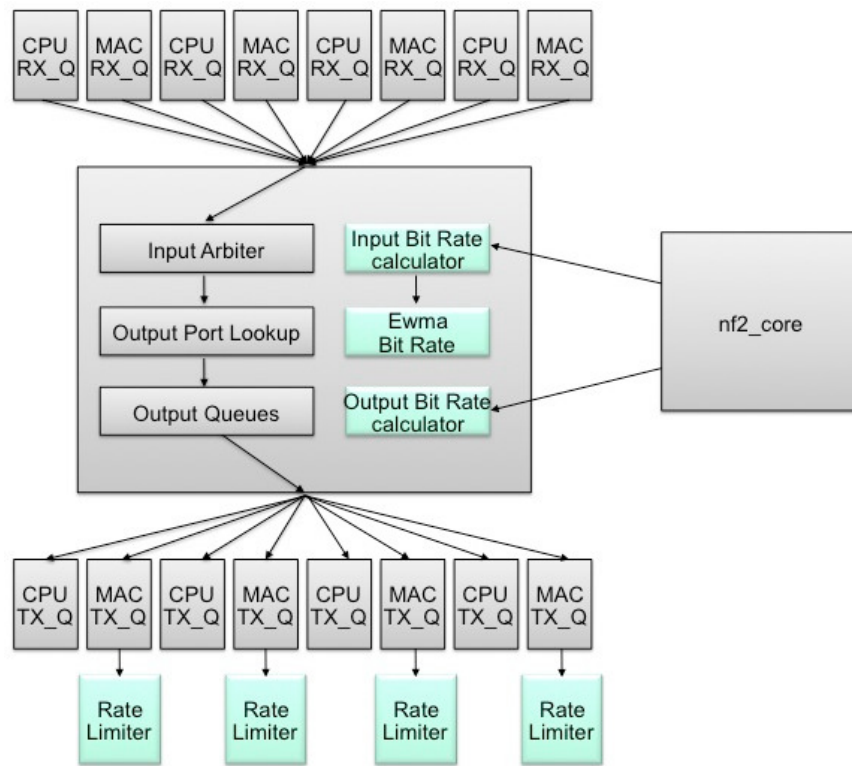 CPU RX_Q
MAC RX_Q
CPU RX_Q
MAC RX_Q
CPU RX_Q
MAC RX_Q
CPU RX_Q
MAC RX_Q
Input Arbiter
Input Bit Rate
calculator
Output Port Lookup
Ewma
Bit Rate
nf2_core
Output Queues
Output Bit Rate
calculator
CPU TX_Q
MAC TX_Q
CPU TX_Q
MAC TX_Q
CPU TX_Q
MAC TX_Q
CPU TX_Q
MAC TX_Q
Rate
Limiter
Rate
Limiter
Rate
Limiter
Rate
Limiter